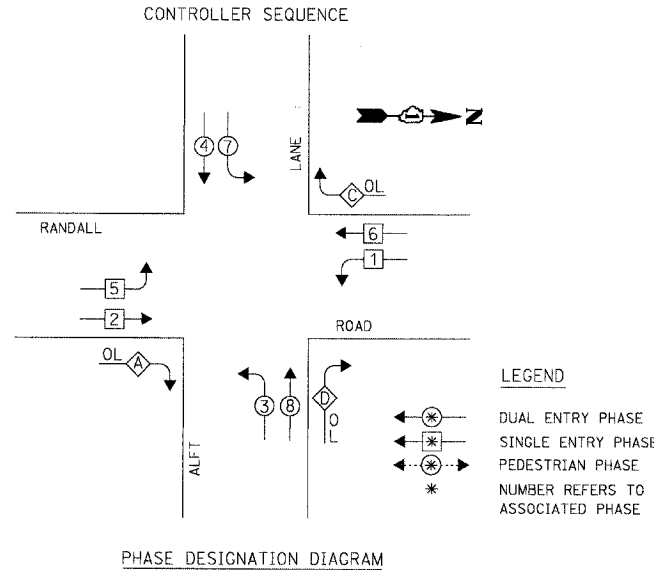 CONTROLLER SEQUENCE
4 7
LANE
N
C OL
RANDALL
6
1
5
2
ROAD
OL A
3 8 D
OL
ALFT
LEGEND
* DUAL ENTRY PHASE
* SINGLE ENTRY PHASE
* PEDESTRIAN PHASE
* NUMBER REFERS TO
ASSOCIATED PHASE
PHASE DESIGNATION DIAGRAM